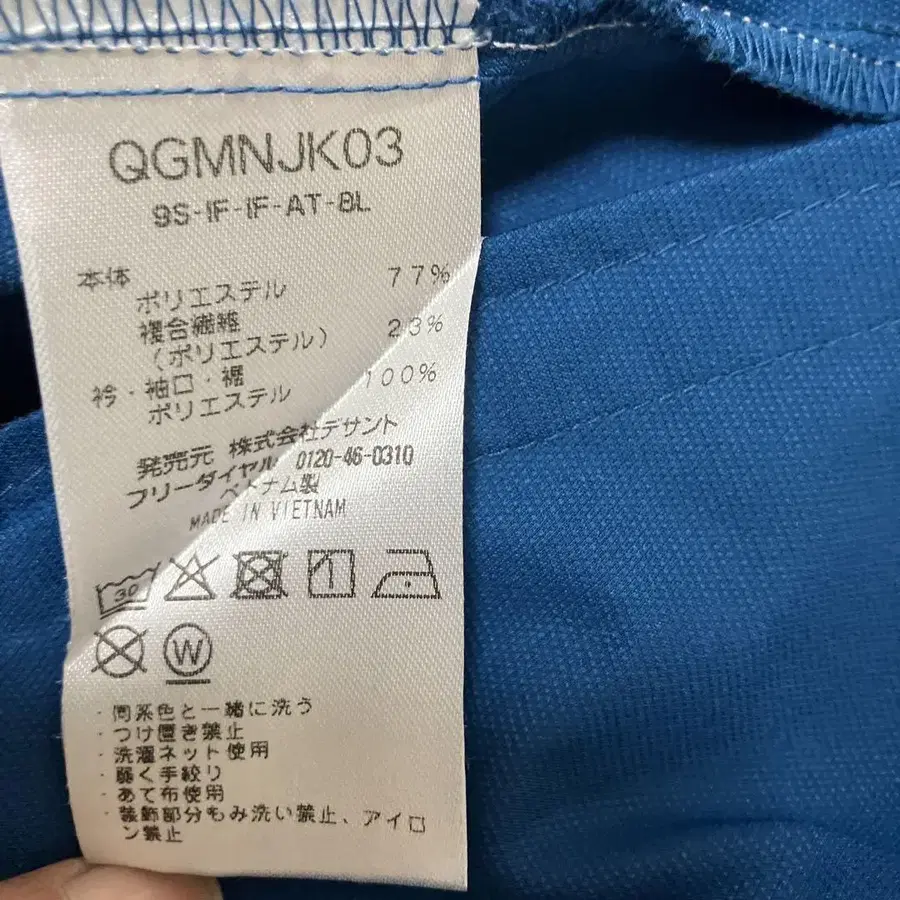 QGMNJK03
9S-IF-IF-AT-BL
本体
ポリエステル 77%
複合繊維
(ポリエステル) 23%
衿・袖口・裾
ポリエステル 100%
発売元 株式会社デサント
フリーダイヤル 0120-46-0310
ベトナム製
MADE IN VIETNAM
30
W
・同系色と一緒に洗う
・つけ置き禁止
・洗濯ネット使用
・弱く手絞り
・あて布使用
・装飾部分もみ洗い禁止、アイロ
ン禁止